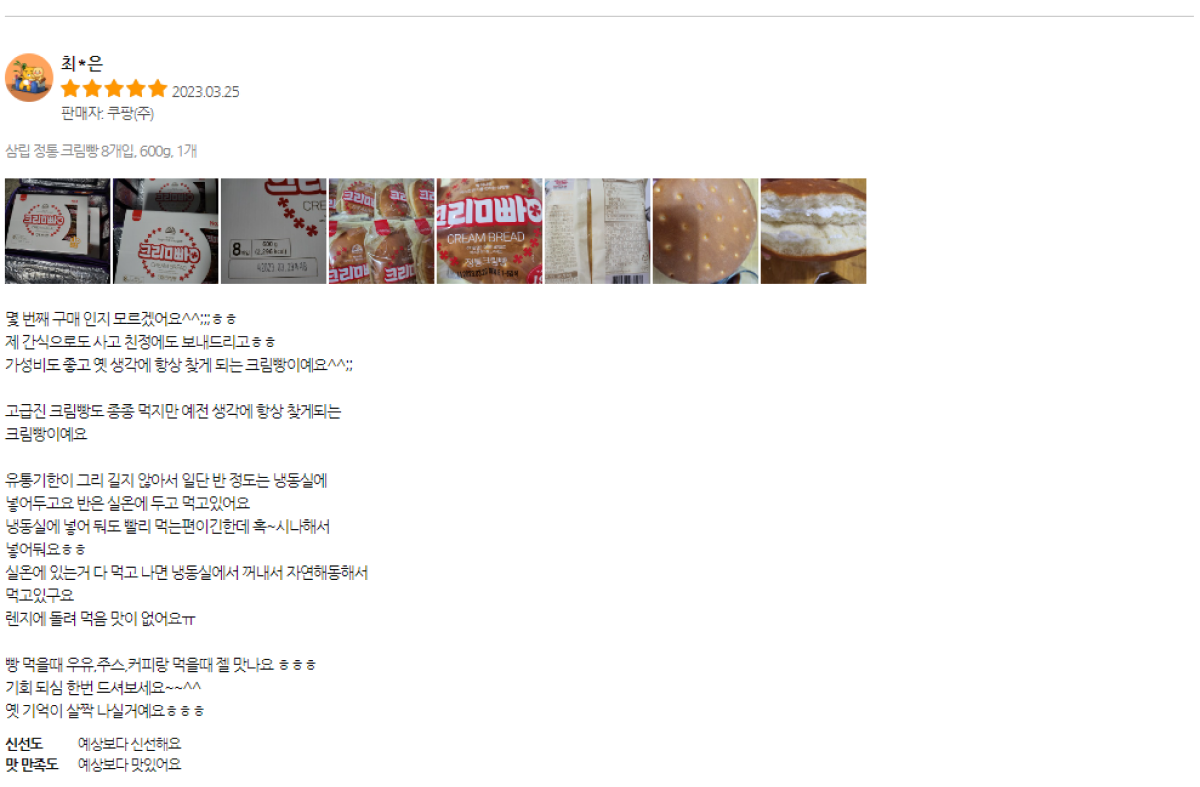 최*은
2023.03.25
판매자: 쿠팡(주)
삼립 정통 크림빵 8개입, 600g, 1개
크리미빵
CREAM BREAD
정통크림빵
몇 번째 구매 인지 모르겠어요^^;;;ㅎㅎ
제 간식으로도 사고 친정에도 보내드리고ㅎㅎ
가성비도 좋고 옛 생각에 항상 찾게 되는 크림빵이예요^^;;
고급진 크림빵도 종종 먹지만 예전 생각에 항상 찾게되는
크림빵이예요
유통기한이 그리 길지 않아서 일단 반 정도는 냉동실에
넣어두고요 반은 실온에 두고 먹고있어요
냉동실에 넣어 둬도 빨리 먹는편이긴한데 혹~시나해서
넣어둬요ㅎㅎ
실온에 있는거 다 먹고 나면 냉동실에서 꺼내서 자연해동해서
먹고있구요
렌지에 돌려 먹음 맛이 없어요ㅠ
빵 먹을때 우유,주스,커피랑 먹을때 젤 맛나요 ㅎㅎㅎ
기회 되심 한번 드셔보세요~~^^
옛 기억이 살짝 나실거예요ㅎㅎㅎ
신선도 예상보다 신선해요
맛 만족도 예상보다 맛있어요